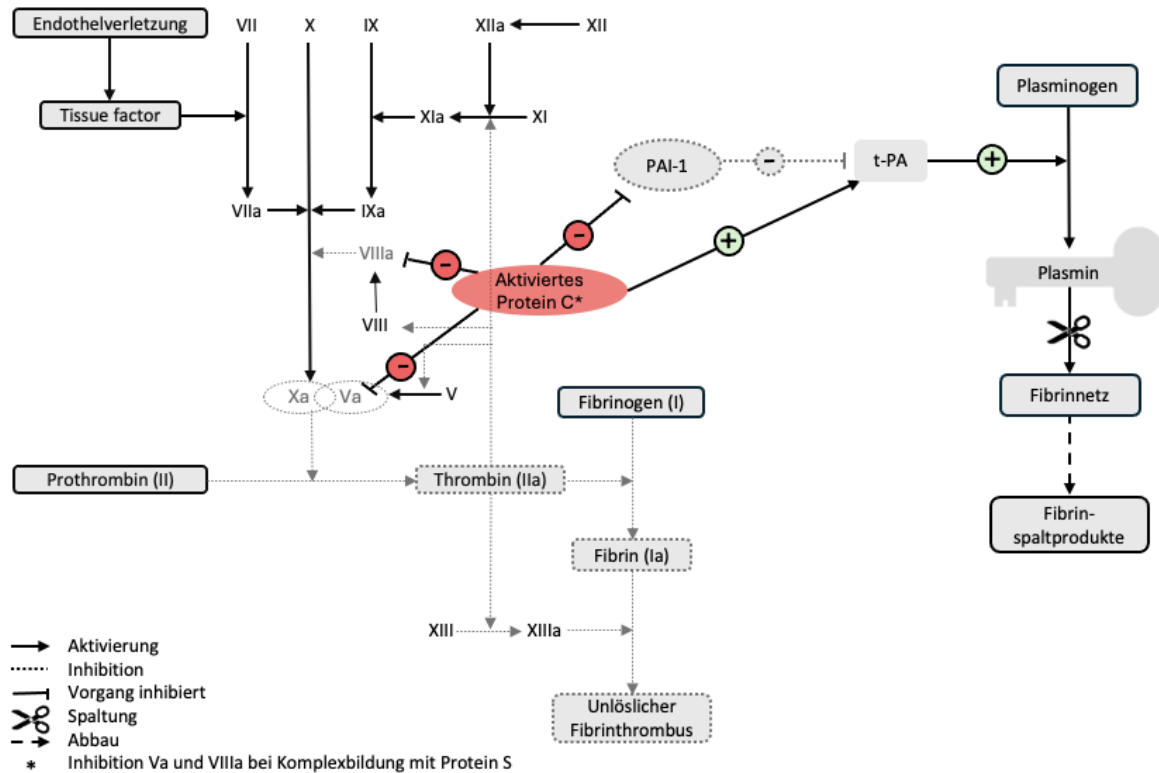 Endothelverletzung
VII
X
IX
XIIa
XII
Tissue factor
XIa
XI
Plasminogen
PAI-1
-
t-PA
+
VIIa
IXa
VIIIa
-
-
+
Aktiviertes
Protein C*
Plasmin
VIII
-
Xa
Va
V
Fibrinogen (I)
Fibrinnetz
Prothrombin (II)
Thrombin (IIa)
Fibrin-
spaltprodukte
Fibrin (Ia)
XIII
XIIIa
Unlöslicher
Fibrinthrombus
Aktivierung
Inhibition
Vorgang inhibiert
Spaltung
Abbau
* Inhibition Va und VIIIa bei Komplexbildung mit Protein S